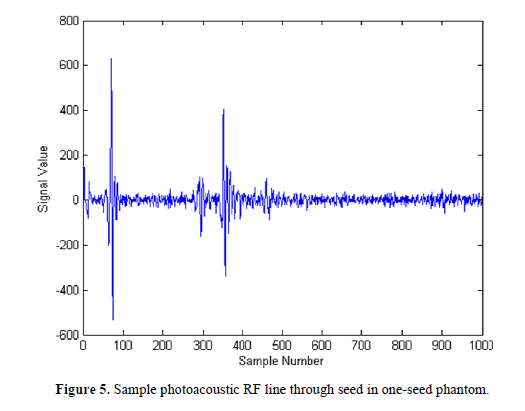 800
600
400
200
0
-200
-400
-600
Signal Value
0 100 200 300 400 500 600 700 800 900 1000
Sample Number
Figure 5. Sample photoacoustic RF line through seed in one-seed phantom.